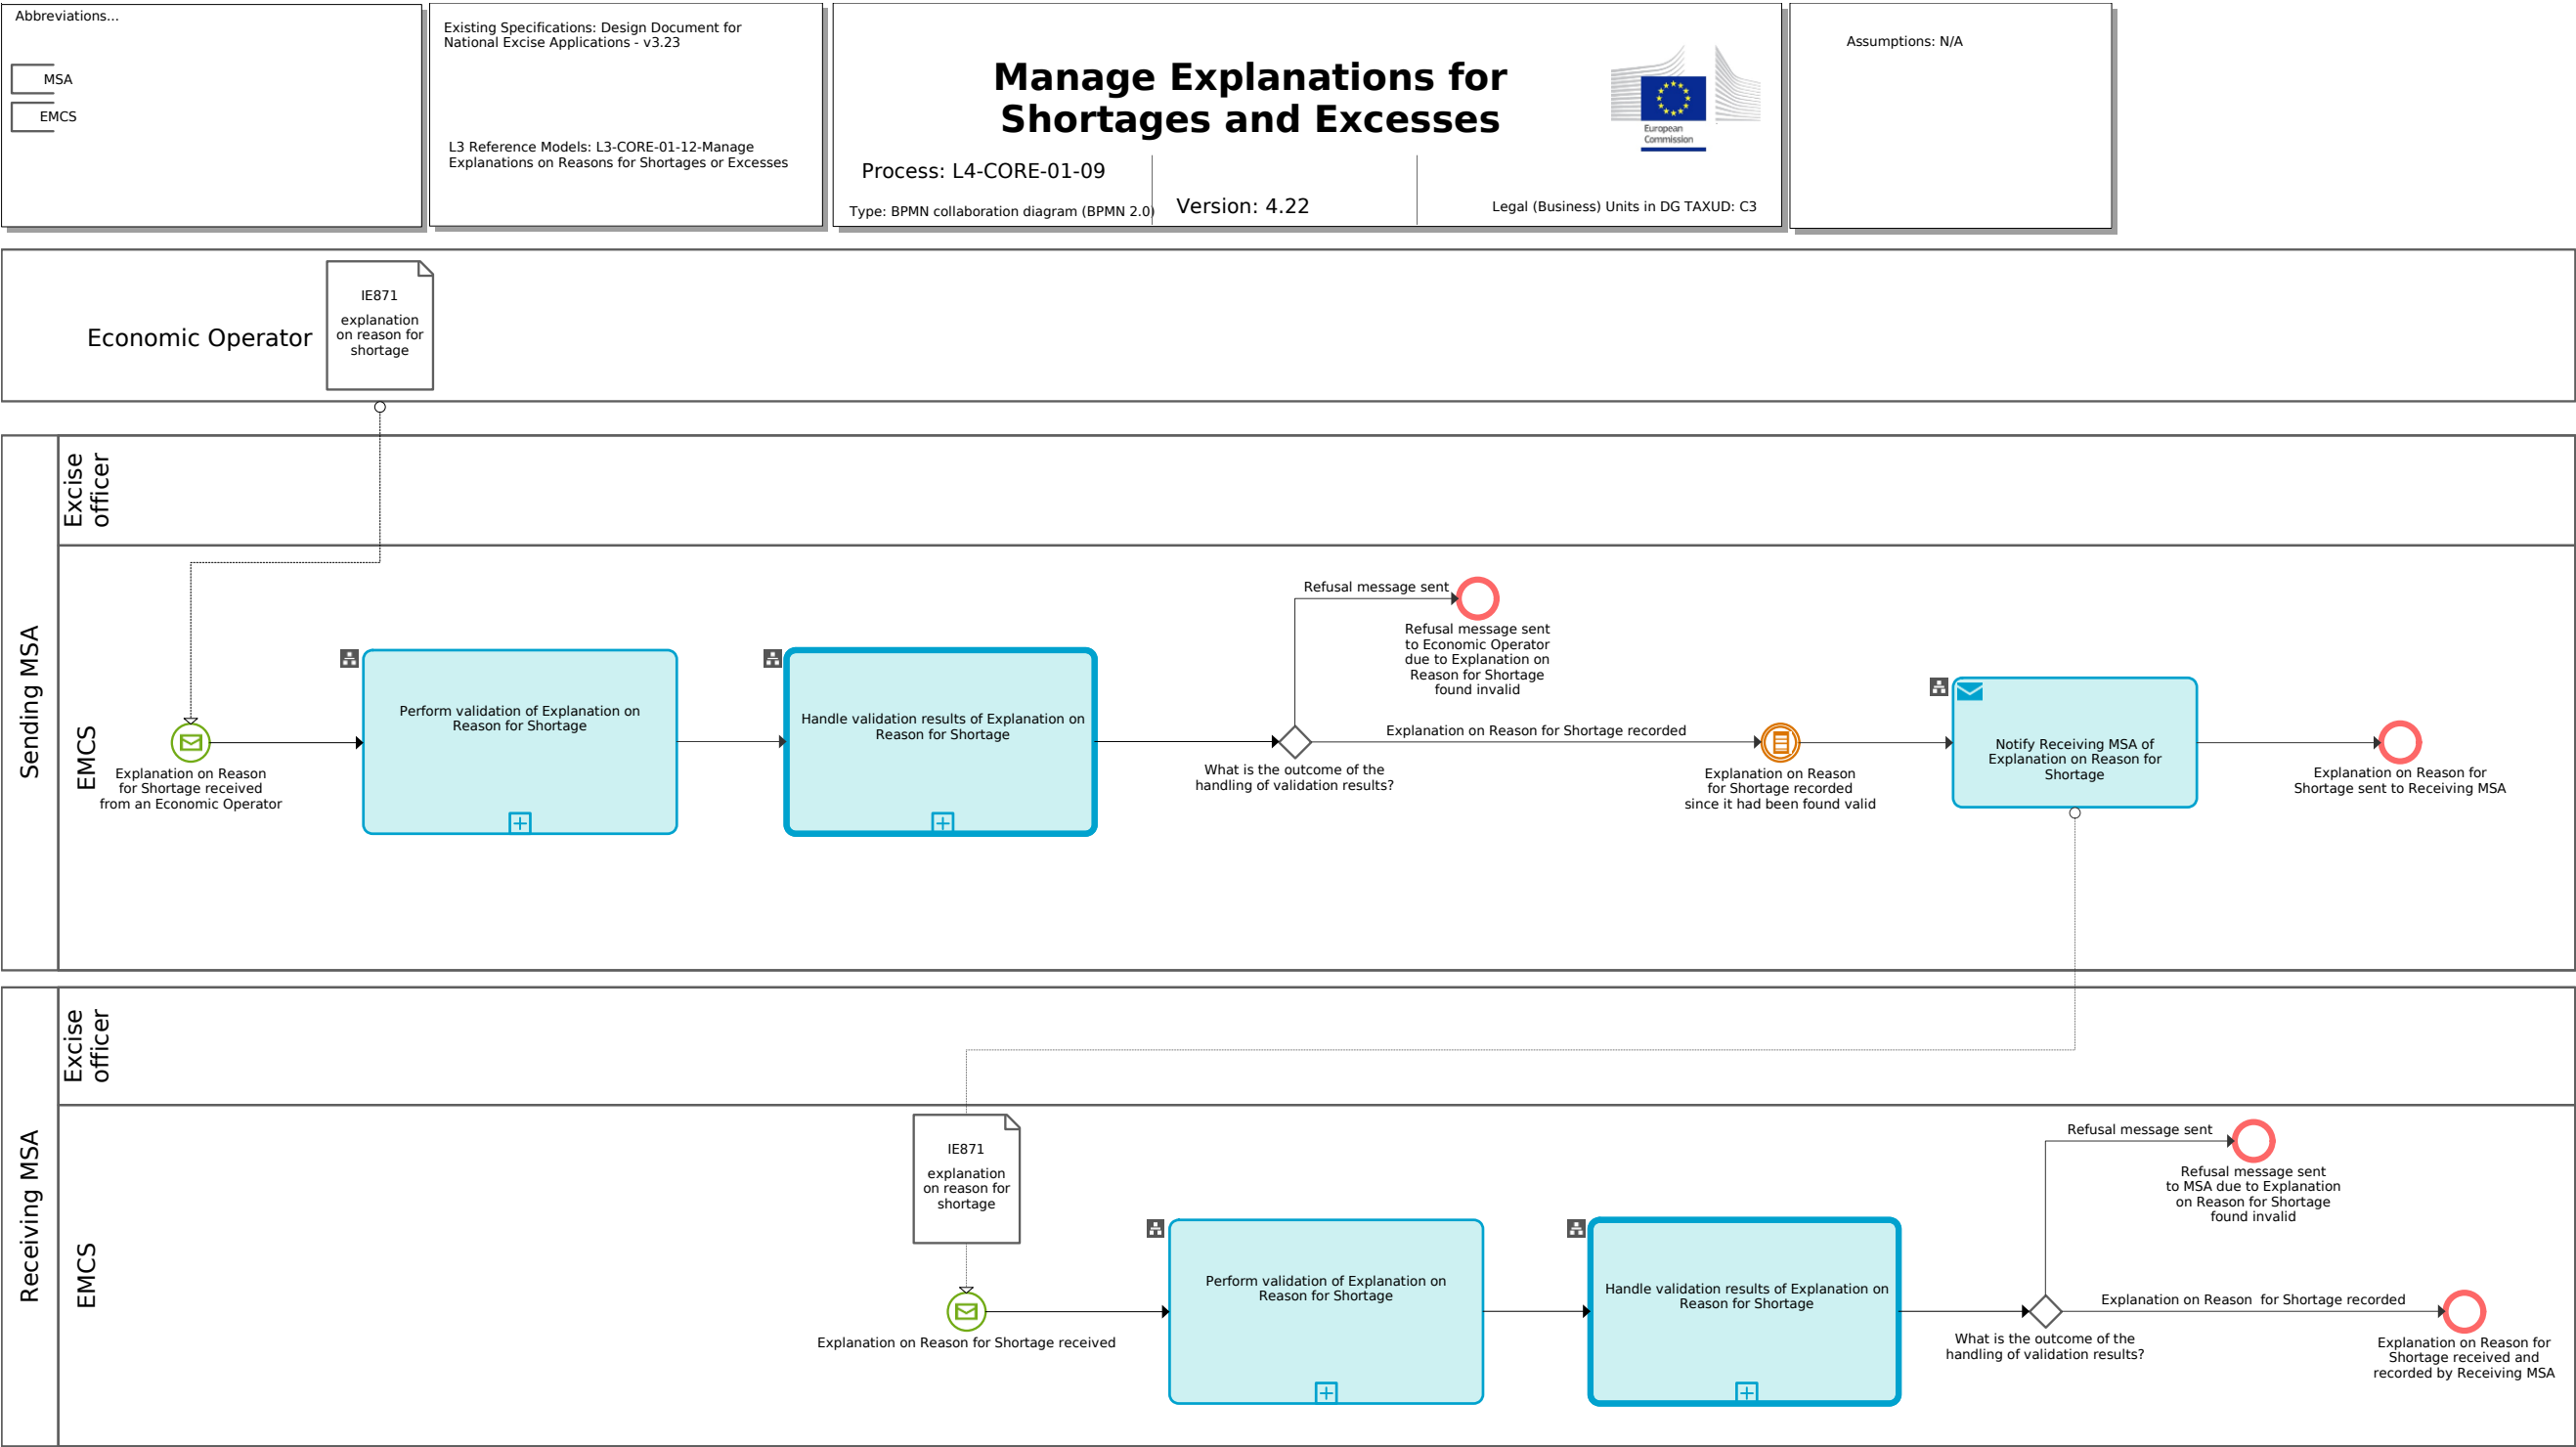 Abbreviations...
MSA
EMCS
Existing Specifications: Design Document for
National Excise Applications - v3.23
L3 Reference Models: L3-CORE-01-12-Manage
Explanations on Reasons for Shortages or Excesses
Manage Explanations for
Shortages and Excesses
European
Commission
Process: L4-CORE-01-09
Type: BPMN collaboration diagram (BPMN 2.0)
Version: 4.22
Legal (Business) Units in DG TAXUD: C3
Assumptions: N/A
Economic Operator
IE871
explanation
on reason for
shortage
Sending MSA
Excise
officer
EMCS
Explanation on Reason
for Shortage received
from an Economic Operator
Perform validation of Explanation on
Reason for Shortage
Handle validation results of Explanation on
Reason for Shortage
What is the outcome of the
handling of validation results?
Refusal message sent
Refusal message sent
to Economic Operator
due to Explanation on
Reason for Shortage
found invalid
Explanation on Reason for Shortage recorded
Explanation on Reason
for Shortage recorded
since it had been found valid
Notify Receiving MSA of
Explanation on Reason for
Shortage
Explanation on Reason for
Shortage sent to Receiving MSA
Receiving MSA
Excise
officer
EMCS
IE871
explanation
on reason for
shortage
Explanation on Reason for Shortage received
Perform validation of Explanation on
Reason for Shortage
Handle validation results of Explanation on
Reason for Shortage
What is the outcome of the
handling of validation results?
Refusal message sent
Refusal message sent
to MSA due to Explanation
on Reason for Shortage
found invalid
Explanation on Reason  for Shortage recorded
Explanation on Reason for
Shortage received and
recorded by Receiving MSA